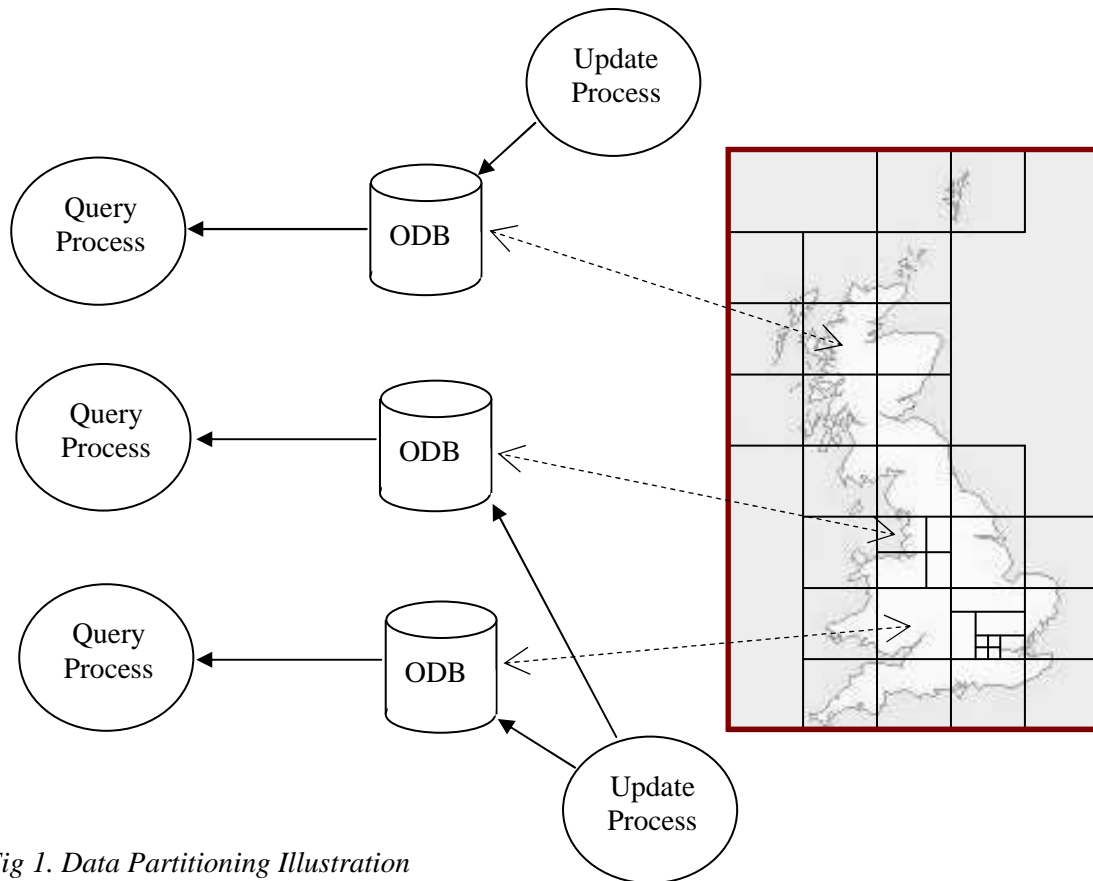 Update
Process
Query
Process
ODB
Query
Process
ODB
Query
Process
ODB
Update
Process
ig 1. Data Partitioning Illustration